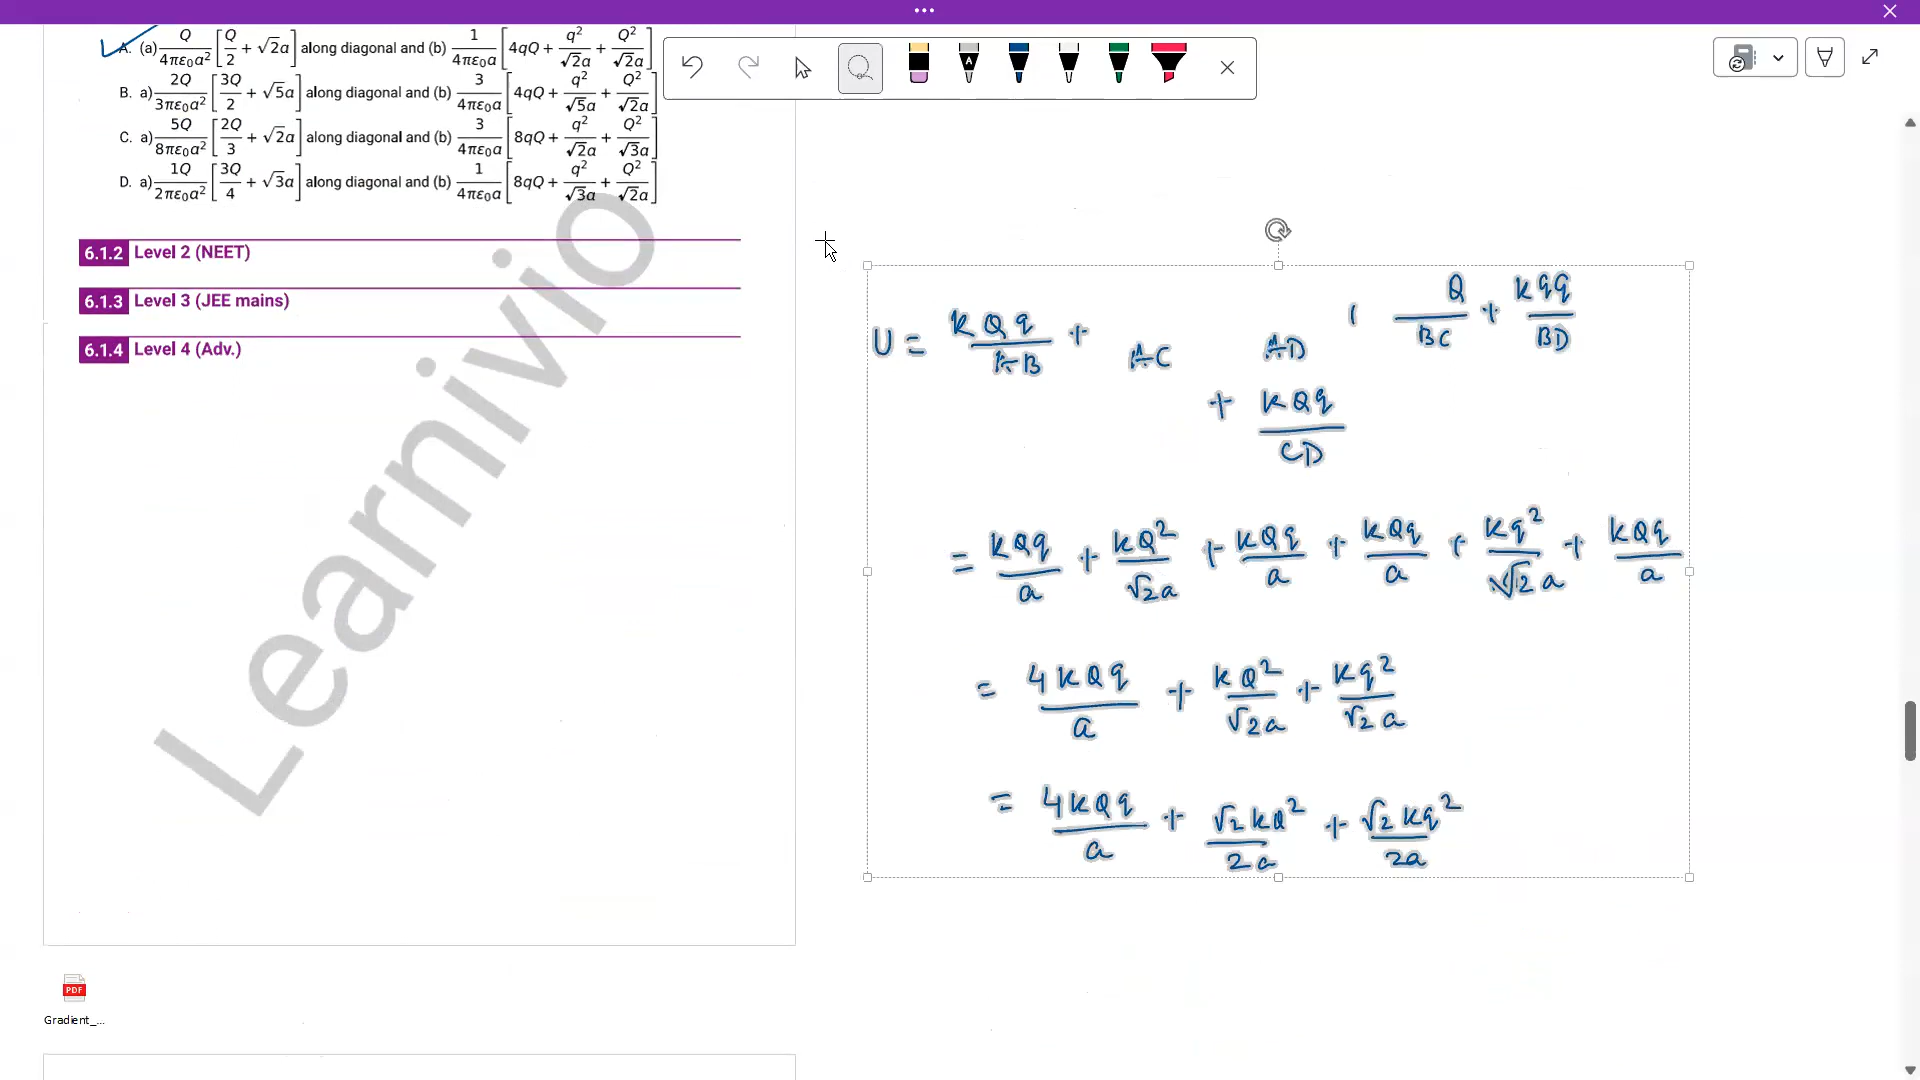 A. (a) Q/4πε₀a² [Q/2 + √2a] along diagonal and (b) 1/4πε₀a [4qQ + q²/√2a + Q²/√2a]
B. a) 2Q/3πε₀a² [3Q/2 + √5a] along diagonal and (b) 3/4πε₀a [4qQ + q²/√5a + Q²/√2a]
C. a) 5Q/8πε₀a² [2Q/3 + √2a] along diagonal and (b) 3/4πε₀a [8qQ + q²/√2a + Q²/√3a]
D. a) 1Q/2πε₀a² [3Q/4 + √3a] along diagonal and (b) 1/4πε₀a [8qQ + q²/√3a + Q²/√2a]
6.1.2 Level 2 (NEET)
6.1.3 Level 3 (JEE mains)
6.1.4 Level 4 (Adv.)
Learnivio
PDF
Gradient_...
A
U = kQq/AB + AC AD Q/BC + kqq/BD
+ kQq/CD
= kQq/a + kQ²/√2a + kQq/a + kQq/a + kq²/√2a + kQq/a
= 4kQq/a + kQ²/√2a + kq²/√2a
= 4kQq/a + √2kQ²/2a + √2kq²/2a